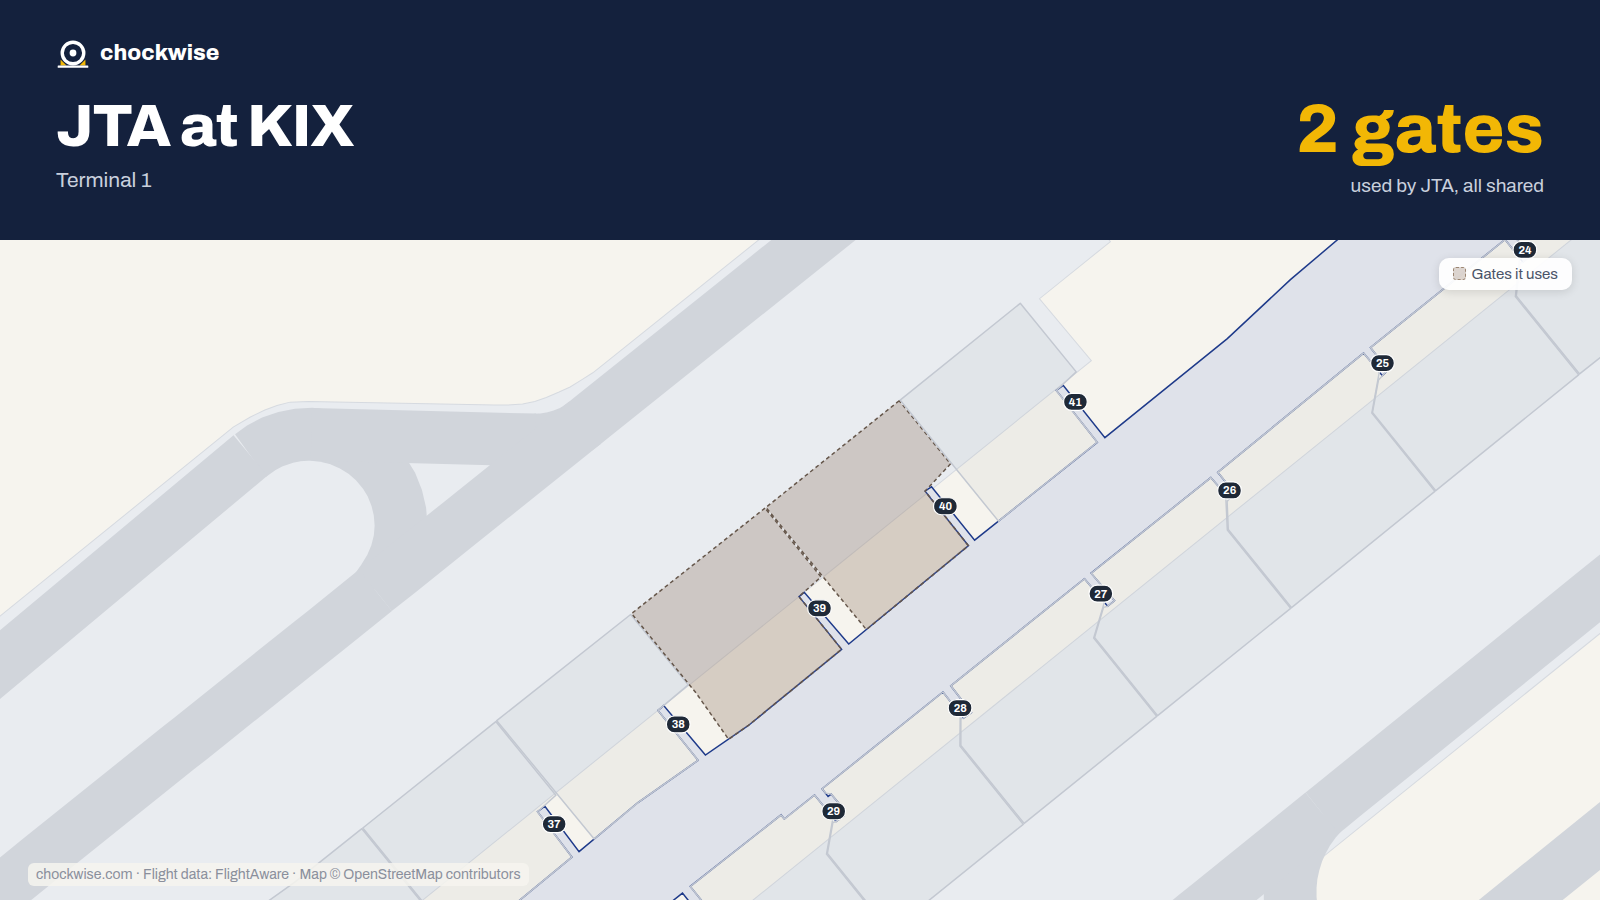 chockwise
JTA at KIX
Terminal 1
2 gates
used by JTA, all shared
24
Gates it uses
25
41
26
40
27
39
28
38
29
37
chockwise.com · Flight data: FlightAware · Map © OpenStreetMap contributors